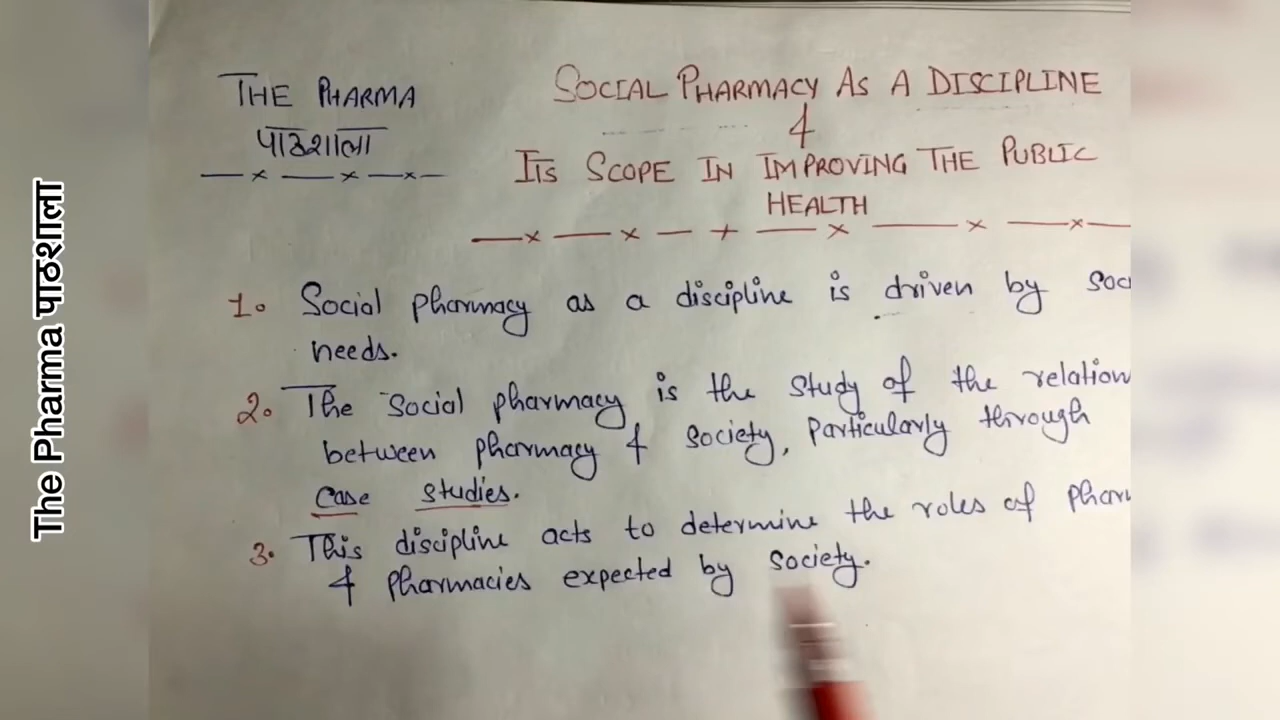 The Pharma पाठशाला
THE PHARMA
पाठशाला
SOCIAL PHARMACY AS A DISCIPLINE
&
ITS SCOPE IN IMPROVING THE PUBLIC
HEALTH
1. Social pharmacy as a discipline is driven by
needs.
2. The Social pharmacy is the study of the relation
between pharmacy & society, particularly through
case studies.
3. This discipline acts to determine the roles of
& pharmacies expected by society.